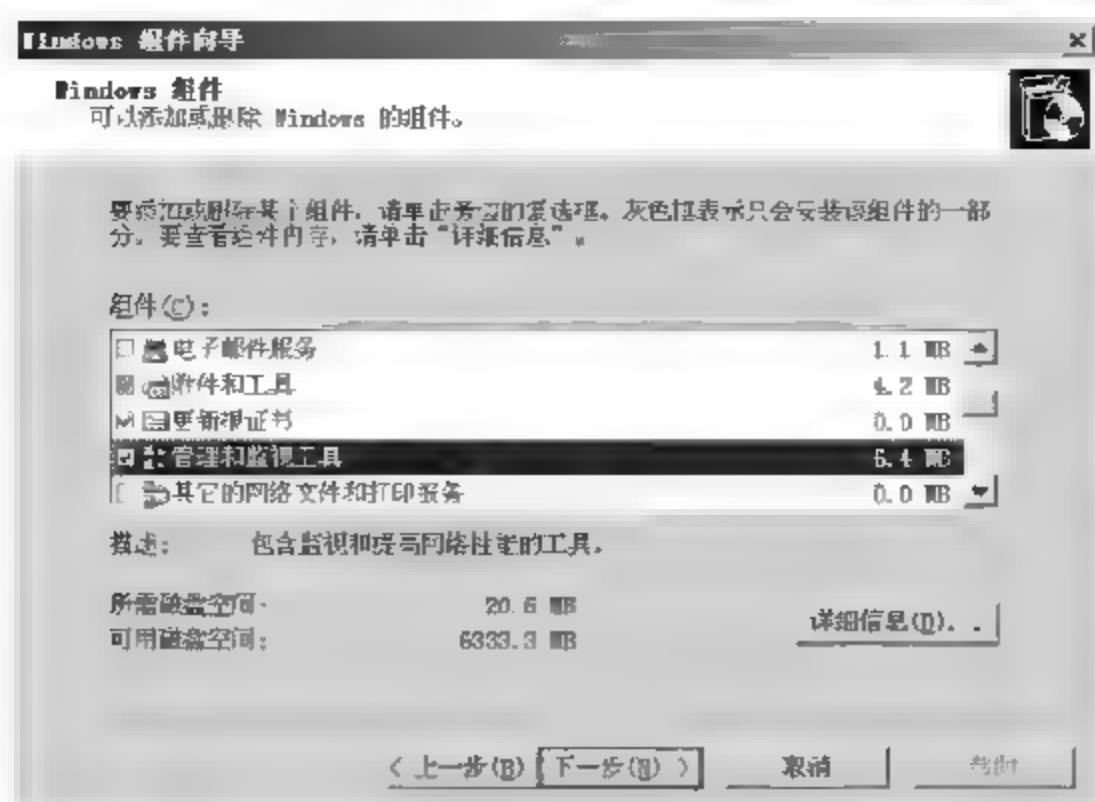 Windows 组件向导
Windows 组件
可以添加或删除 Windows 的组件。
要添加或删除某个组件，请单击旁边的复选框。灰色框表示只会安装该组件的一部
分。要查看组件内容，请单击“详细信息”。
组件(C):
电子邮件服务 1.1 MB
附件和工具 4.2 MB
更新根证书 0.0 MB
管理和监视工具 6.4 MB
其它的网络文件和打印服务 0.0 MB
描述: 包含监视和提高网络性能的工具。
所需磁盘空间: 20.6 MB
可用磁盘空间: 6333.3 MB
详细信息(D)...
< 上一步(B) 下一步(N) > 取消 帮助